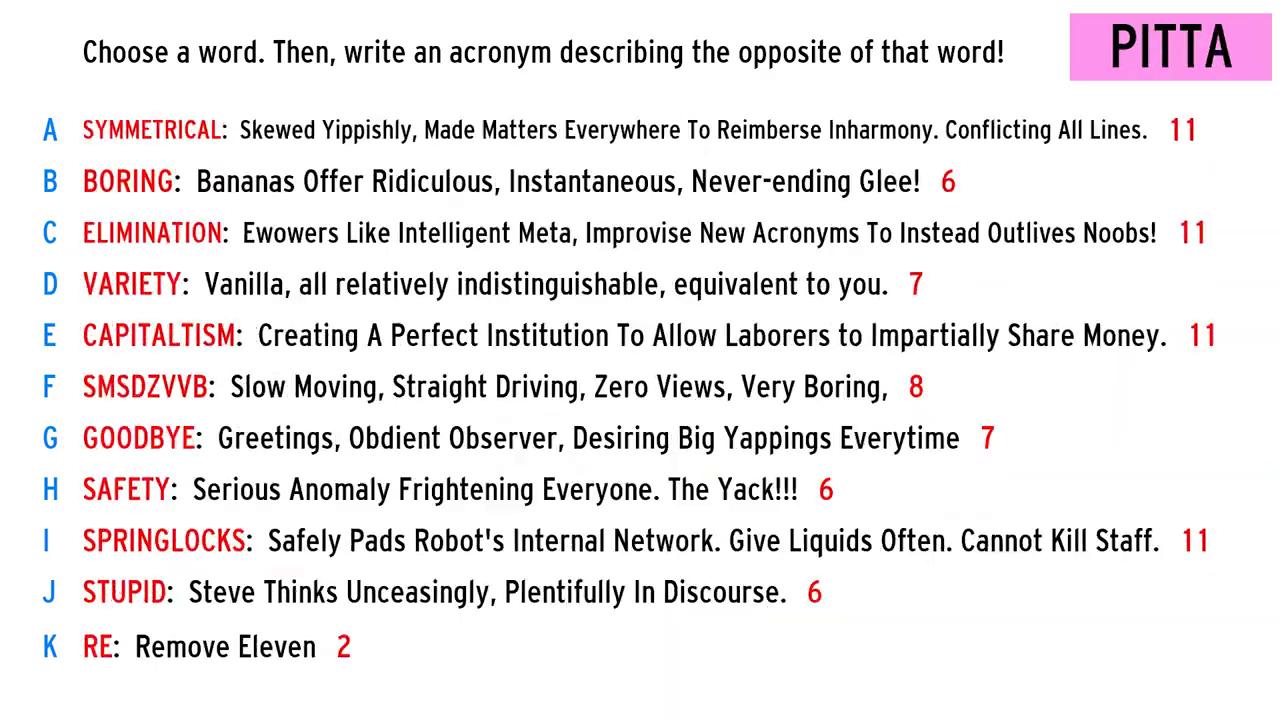 Choose a word. Then, write an acronym describing the opposite of that word!
PITTA
A SYMMETRICAL: Skewed Yippishly, Made Matters Everywhere To Reimberse Inharmony. Conflicting All Lines. 11
B BORING: Bananas Offer Ridiculous, Instantaneous, Never-ending Glee! 6
C ELIMINATION: Ewowers Like Intelligent Meta, Improvise New Acronyms To Instead Outlives Noobs! 11
D VARIETY: Vanilla, all relatively indistinguishable, equivalent to you. 7
E CAPITALTISM: Creating A Perfect Institution To Allow Laborers to Impartially Share Money. 11
F SMSDZVVB: Slow Moving, Straight Driving, Zero Views, Very Boring, 8
G GOODBYE: Greetings, Obdient Observer, Desiring Big Yappings Everytime 7
H SAFETY: Serious Anomaly Frightening Everyone. The Yack!!! 6
I SPRINGLOCKS: Safely Pads Robot's Internal Network. Give Liquids Often. Cannot Kill Staff. 11
J STUPID: Steve Thinks Unceasingly, Plentifully In Discourse. 6
K RE: Remove Eleven 2